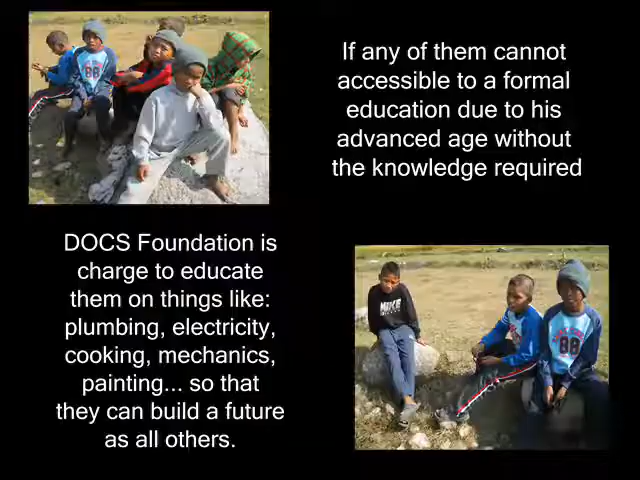 If any of them cannot
accessible to a formal
education due to his
advanced age without
the knowledge required
DOCS Foundation is
charge to educate
them on things like:
plumbing, electricity,
cooking, mechanics,
painting... so that
they can build a future
as all others.
88
NIKE
88